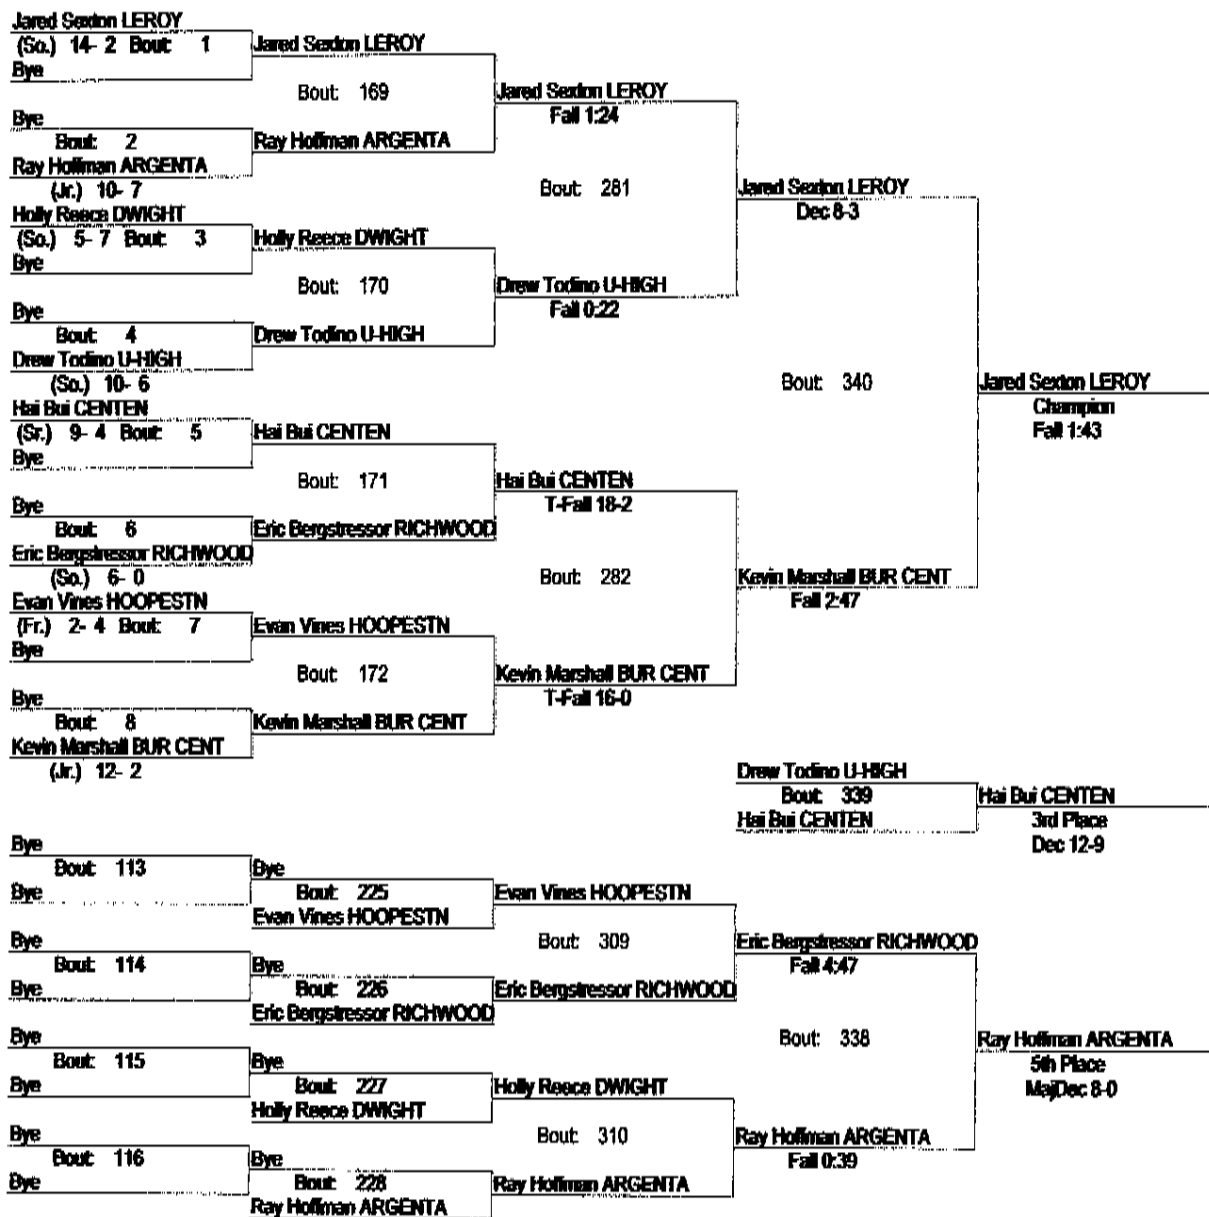 Jared Sexton LEROY
(So.) 14- 2 Bout: 1
Bye
Bye
Bout: 2
Ray Hoffman ARGENTA
(Jr.) 10- 7
Holly Reece DWIGHT
(So.) 5- 7 Bout: 3
Bye
Bye
Bout: 4
Drew Todino U-HIGH
(So.) 10- 6
Hai Bui CENTEN
(Sr.) 9- 4 Bout: 5
Bye
Bye
Bout: 6
Eric Bergstressor RICHWOOD
(So.) 6- 0
Evan Vines HOOPESTN
(Fr.) 2- 4 Bout: 7
Bye
Bye
Bout: 8
Kevin Marshall BUR CENT
(Jr.) 12- 2
Jared Sexton LEROY
Bout: 169
Ray Hoffman ARGENTA
Holly Reece DWIGHT
Bout: 170
Drew Todino U-HIGH
Hai Bui CENTEN
Bout: 171
Eric Bergstressor RICHWOOD
Evan Vines HOOPESTN
Bout: 172
Kevin Marshall BUR CENT
Jared Sexton LEROY
Fall 1:24
Bout: 281
Drew Todino U-HIGH
Fall 0:22
Hai Bui CENTEN
T-Fall 18-2
Bout: 282
Kevin Marshall BUR CENT
T-Fall 16-0
Jared Sexton LEROY
Dec 8-3
Bout: 340
Kevin Marshall BUR CENT
Fall 2:47
Jared Sexton LEROY
Champion
Fall 1:43
Drew Todino U-HIGH
Bout: 339
Hai Bui CENTEN
Hai Bui CENTEN
3rd Place
Dec 12-9
Bye
Bout: 113
Bye
Bye
Bout: 114
Bye
Bye
Bout: 115
Bye
Bye
Bout: 116
Bye
Bye
Bout: 225
Evan Vines HOOPESTN
Bye
Bout: 226
Eric Bergstressor RICHWOOD
Bye
Bout: 227
Holly Reece DWIGHT
Bye
Bout: 228
Ray Hoffman ARGENTA
Evan Vines HOOPESTN
Bout: 309
Eric Bergstressor RICHWOOD
Holly Reece DWIGHT
Bout: 310
Ray Hoffman ARGENTA
Eric Bergstressor RICHWOOD
Fall 4:47
Bout: 338
Ray Hoffman ARGENTA
Fall 0:39
Ray Hoffman ARGENTA
5th Place
MajDec 8-0